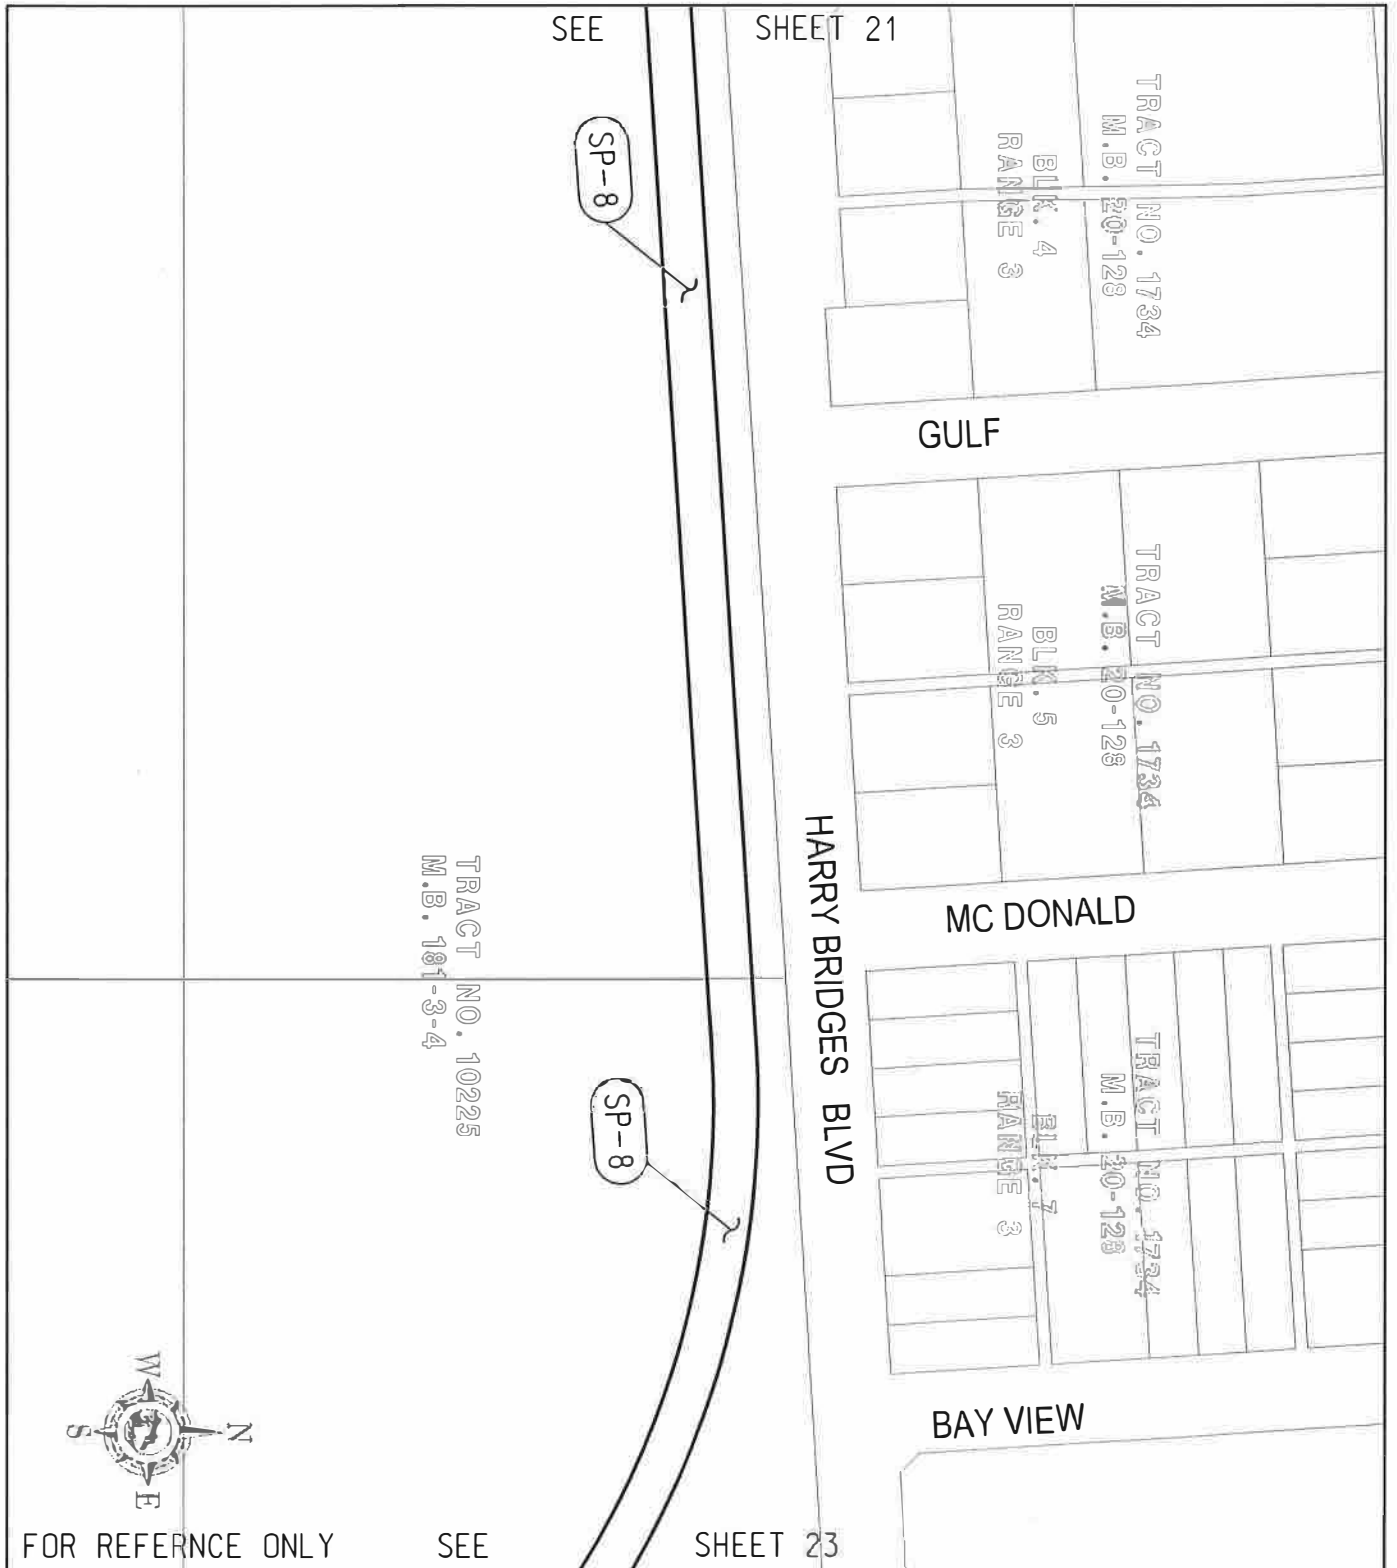 SEE SHEET 21
SP-8
TRACT NO. 1734
M.B. 20-128
BLK. 4
RANGE 3
GULF
TRACT NO. 1734
M.B. 20-128
BLK. 5
RANGE 3
HARRY BRIDGES BLVD
MC DONALD
TRACT NO. 10225
M.B. 181-3-4
SP-8
TRACT NO. 1734
M.B. 20-128
BLK. 7
RANGE 3
BAY VIEW
W
N
S
E
FOR REFERNCE ONLY SEE SHEET 23